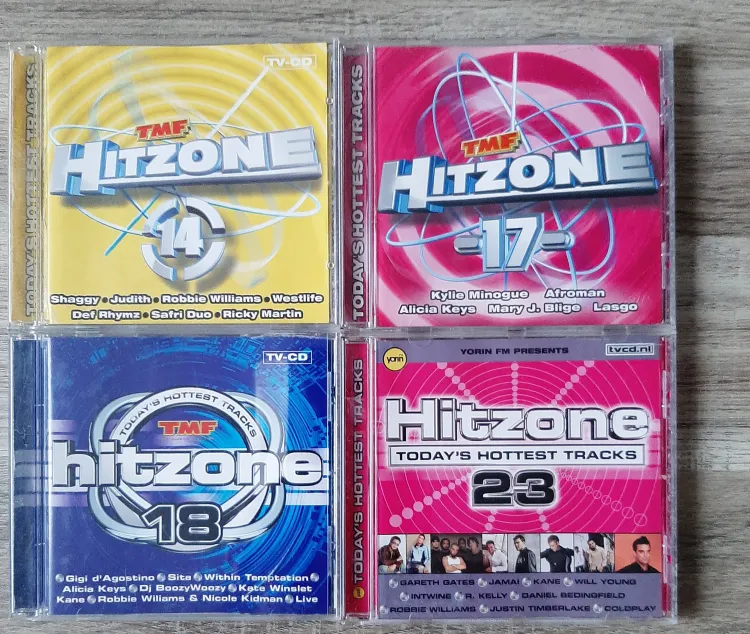 TODAY'S HOTTEST TRACKS
TV-CD
TMF
HITZONE
14
Shaggy • Judith • Robbie Williams • Westlife
Def Rhymz • Safri Duo • Ricky Martin
TODAY'S HOTTEST TRACKS
TMF
HITZONE
-17-
Kylie Minogue Afroman
Alicia Keys Mary J. Blige Lasgo
TV-CD
TODAY'S HOTTEST TRACKS
TMF
hitzone
18
Gigi d'Agostino • Sita • Within Temptation
Alicia Keys • Dj BoozyWoozy • Kate Winslet
Kane • Robbie Wiliams & Nicole Kidman • Live
TODAY'S HOTTEST TRACKS
yorin
YORIN FM PRESENTS
tvcd.nl
Hitzone
TODAY'S HOTTEST TRACKS
23
GARETH GATES • JAMAI • KANE • WILL YOUNG
INTWINE • R. KELLY • DANIEL BEDINGFIELD
ROBBIE WILLIAMS • JUSTIN TIMBERLAKE • COLDPLAY